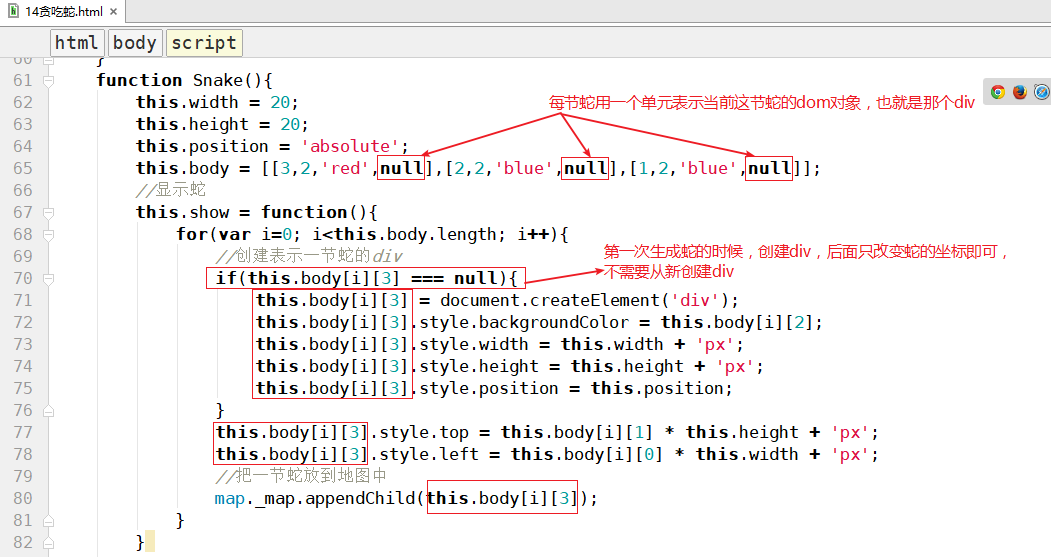 14贪吃蛇.html ×
html body script
60 }
61 function Snake(){
62 this.width = 20;
每节蛇用一个单元表示当前这节蛇的dom对象，也就是那个div
63 this.height = 20;
64 this.position = 'absolute';
65 this.body = [[3,2,'red',null],[2,2,'blue',null],[1,2,'blue',null]];
66 //显示蛇
67 this.show = function(){
68 for(var i=0; i<this.body.length; i++){
69 //创建表示一节蛇的div
第一次生成蛇的时候，创建div，后面只改变蛇的坐标即可，
不需要从新创建div
70 if(this.body[i][3] === null){
71 this.body[i][3] = document.createElement('div');
72 this.body[i][3].style.backgroundColor = this.body[i][2];
73 this.body[i][3].style.width = this.width + 'px';
74 this.body[i][3].style.height = this.height + 'px';
75 this.body[i][3].style.position = this.position;
76 }
77 this.body[i][3].style.top = this.body[i][1] * this.height + 'px';
78 this.body[i][3].style.left = this.body[i][0] * this.width + 'px';
79 //把一节蛇放到地图中
80 map._map.appendChild(this.body[i][3]);
81 }
82 }